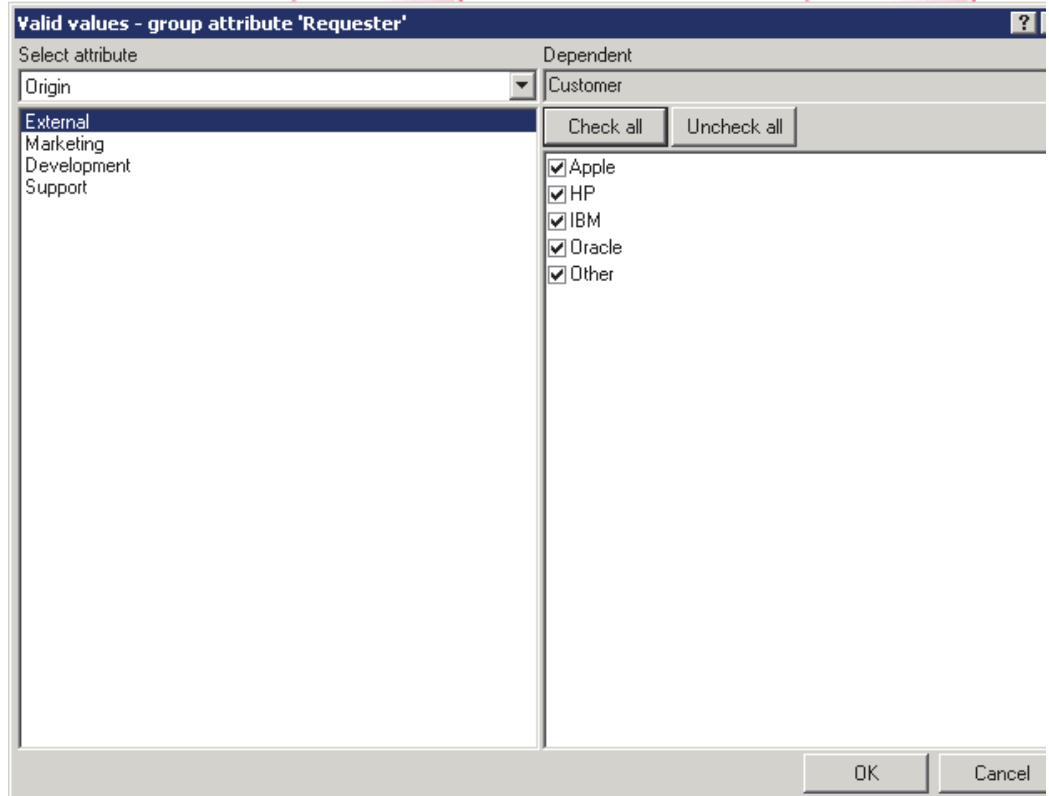 Valid values - group attribute 'Requester'
?
Select attribute
Dependent
Origin
Customer
External
Marketing
Development
Support
Check all
Uncheck all
Apple
HP
IBM
Oracle
Other
OK
Cancel